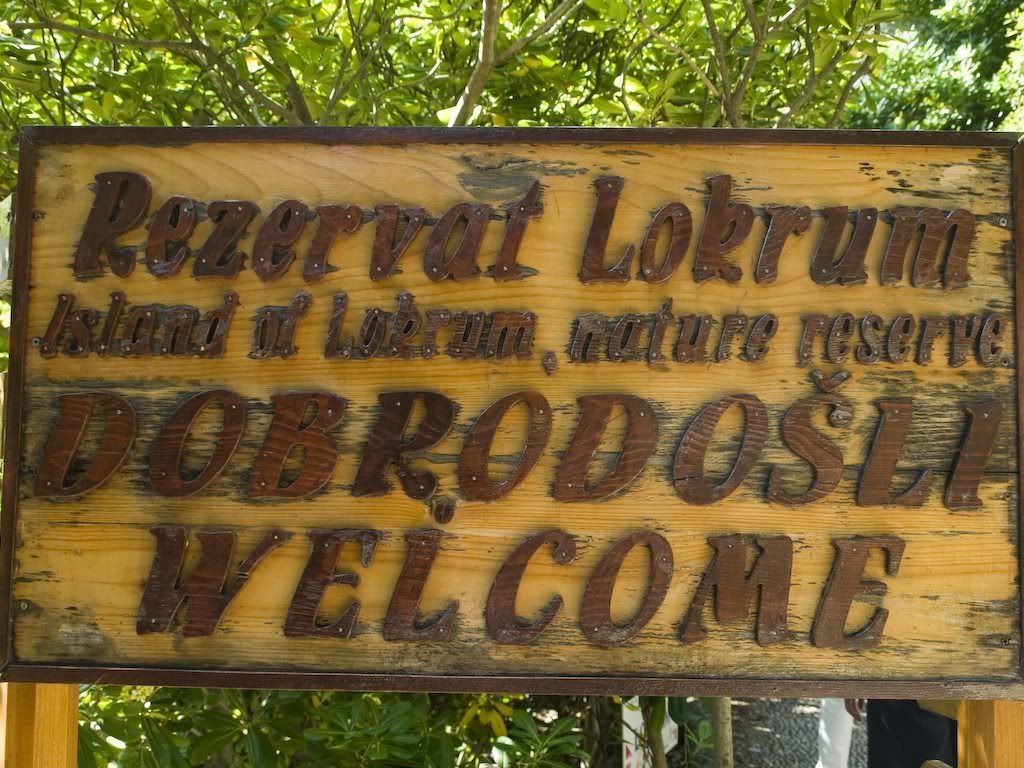 Rezervat Lokrum
Island of Lokrum, nature reserve
DOBRODOŠLI
WELCOME